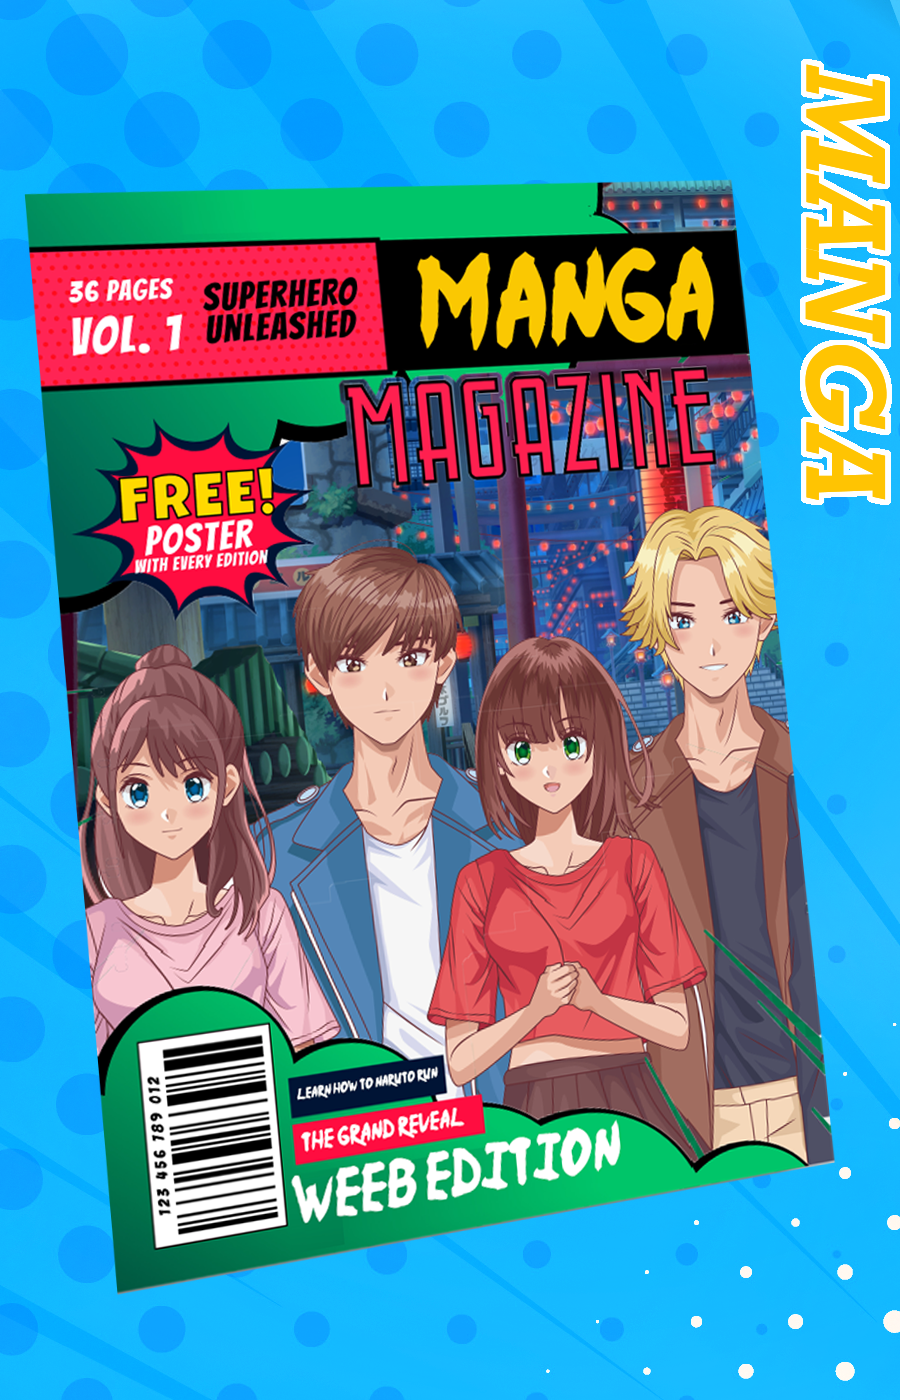 MANGA
36 PAGES
VOL. 1
SUPERHERO
UNLEASHED
MANGA
MAGAZINE
FREE!
POSTER
WITH EVERY EDITION
123 456 789 012
LEARN HOW TO NARUTO RUN
THE GRAND REVEAL
WEEB EDITION